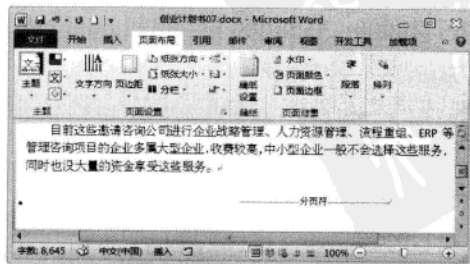 创业计划书07.docx - Microsoft Word
文件 开始 插入 页面布局 引用 邮件 审阅 视图 开发工具 加载项
主题 文字方向 页边距 纸张方向 纸张大小 分栏 稿纸设置 水印 页面颜色 页面边框 段落 排列
主题 页面设置 稿纸 页面背景
目前这些邀请咨询公司进行企业战略管理、人力资源管理、流程重组、ERP 等
管理咨询项目的企业多属大型企业,收费较高,中小型企业一般不会选择这些服务,
同时也没大量的资金享受这些服务。
分页符
字数: 8,645 中文(中国) 插入 100%